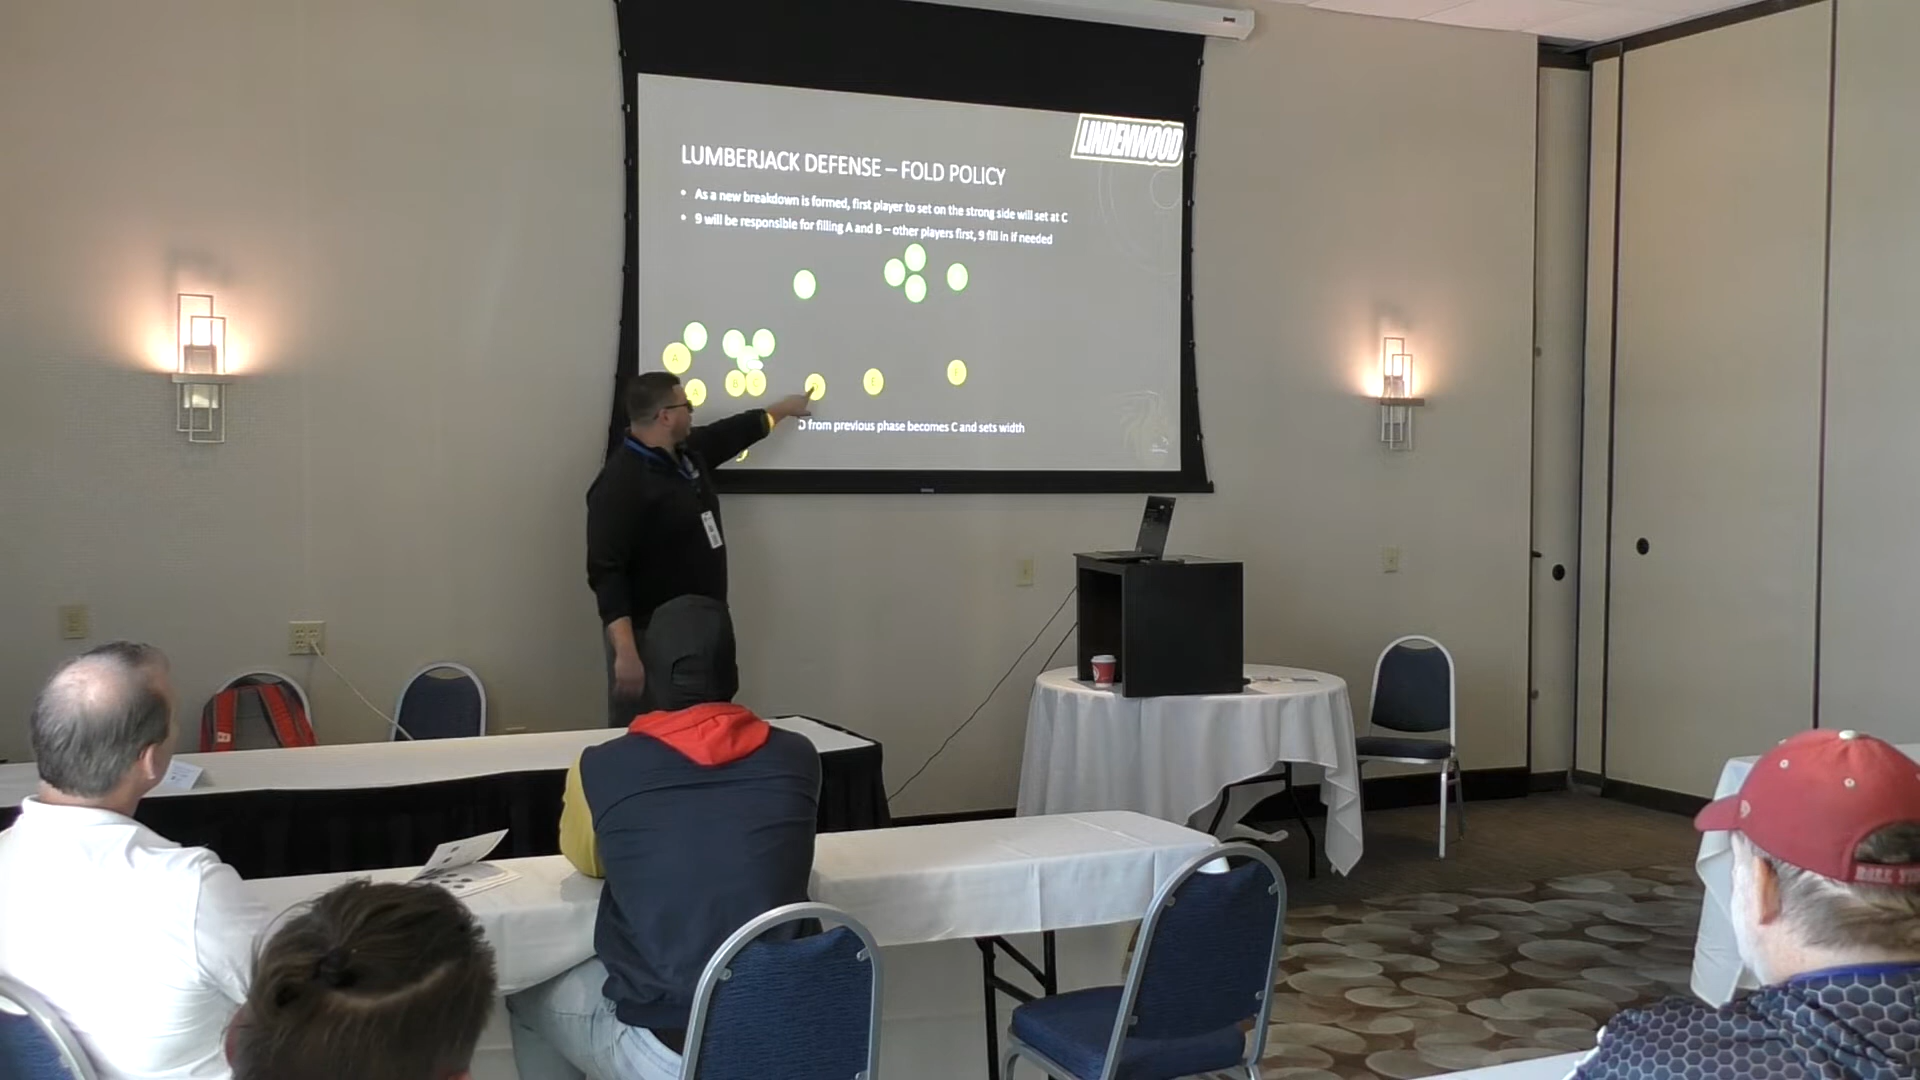 LINDENWOOD
LUMBERJACK DEFENSE – FOLD POLICY
• As a new breakdown is formed, first player to set on the strong side will set at C
• 9 will be responsible for filling A and B – other players first, 9 fill in if needed
A
A
B
E
D from previous phase becomes C and sets width